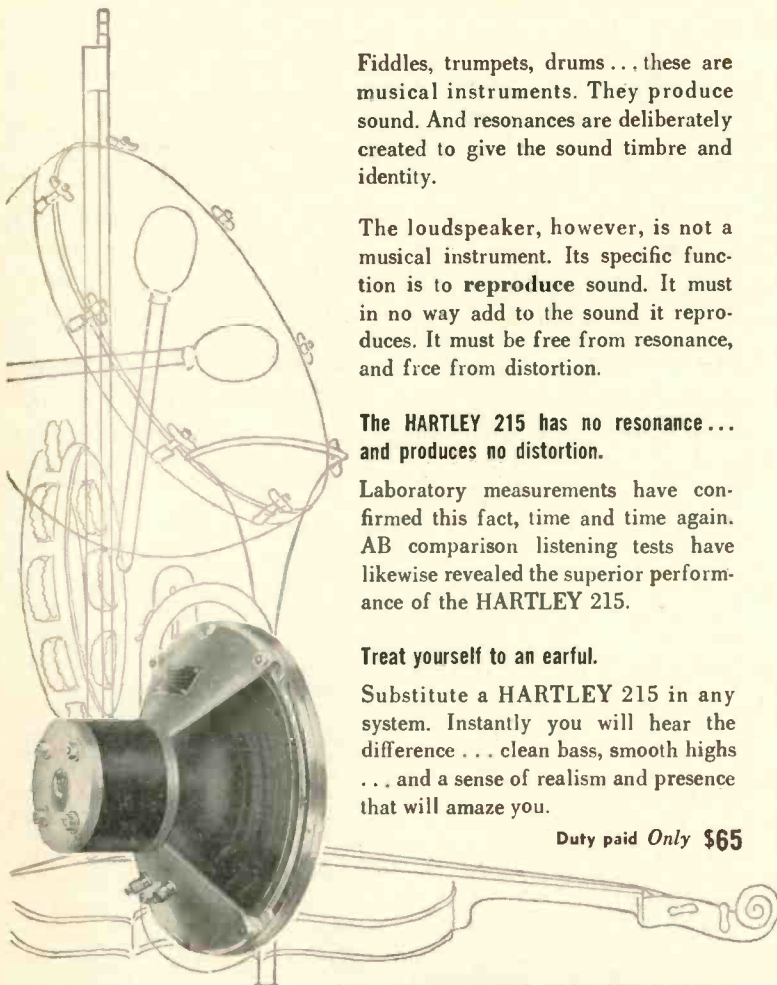 Fiddles, trumpets, drums ... these are
musical instruments. They produce
sound. And resonances are deliberately
created to give the sound timbre and
identity.
The loudspeaker, however, is not a
musical instrument. Its specific func-
tion is to reproduce sound. It must
in no way add to the sound it repro-
duces. It must be free from resonance,
and free from distortion.
The HARTLEY 215 has no resonance ...
and produces no distortion.
Laboratory measurements have con-
firmed this fact, time and time again.
AB comparison listening tests have
likewise revealed the superior perform-
ance of the HARTLEY 215.
Treat yourself to an earful.
Substitute a HARTLEY 215 in any
system. Instantly you will hear the
difference ... clean bass, smooth highs
... and a sense of realism and presence
that will amaze you.
Duty paid Only $65